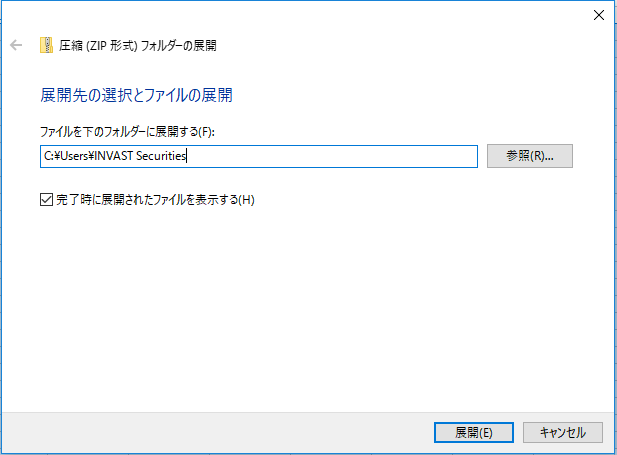 圧縮 (ZIP 形式) フォルダーの展開
展開先の選択とファイルの展開
ファイルを下のフォルダーに展開する(F):
C:¥Users¥INVAST Securities
参照(R)...
完了時に展開されたファイルを表示する(H)
展開(E)
キャンセル